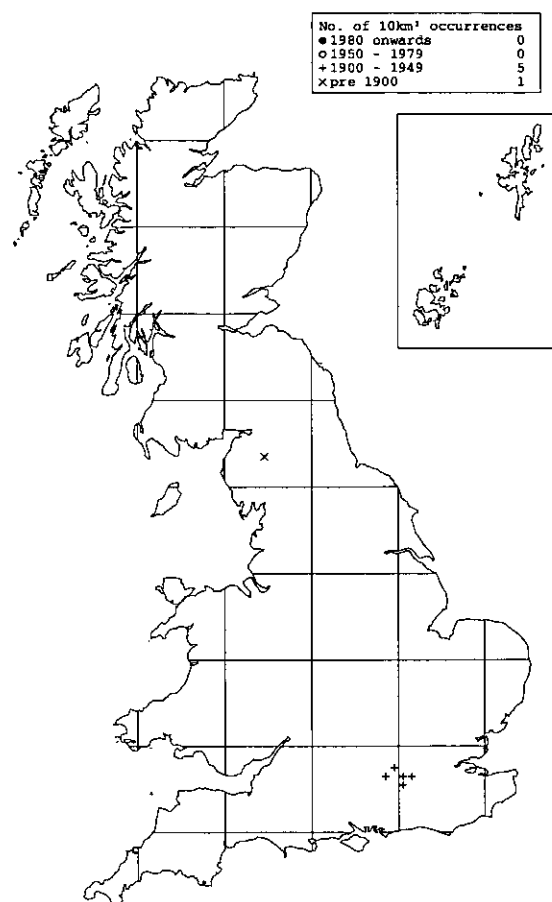 No. of 10km² occurrences
● 1980 onwards 0
○ 1950 - 1979 0
+ 1900 - 1949 5
× pre 1900 1